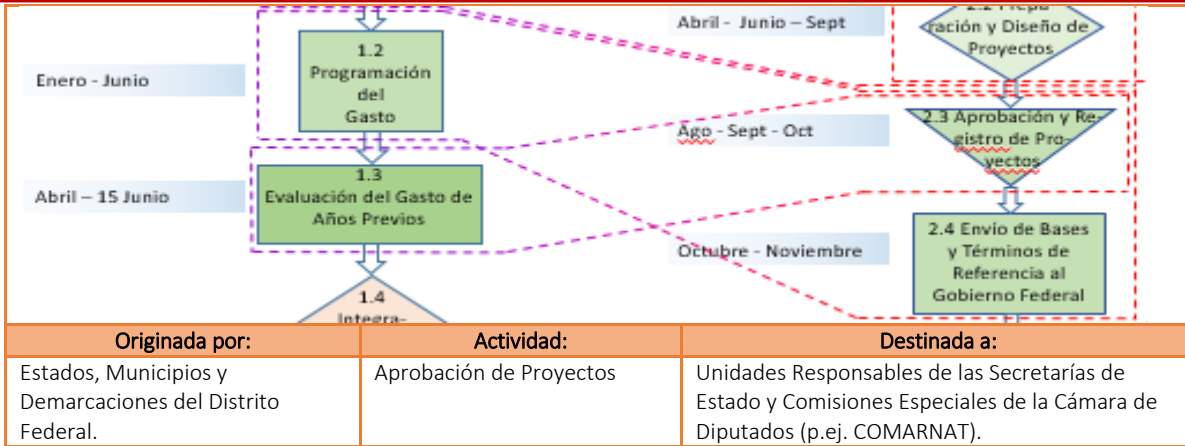 Enero - Junio
1.2
Programación
del
Gasto
Abril – 15 Junio
1.3
Evaluación del Gasto de
Años Previos
1.4
Integra-
Abril - Junio – Sept
2.2 Prepa
ración y Diseño de
Proyectos
Ago - Sept - Oct
2.3 Aprobación y Re-
gistro de Pro-
yectos
Octubre - Noviembre
2.4 Envío de Bases
y Términos de
Referencia al
Gobierno Federal
Originada por:
Actividad:
Destinada a:
Estados, Municipios y
Demarcaciones del Distrito
Federal.
Aprobación de Proyectos
Unidades Responsables de las Secretarías de
Estado y Comisiones Especiales de la Cámara de
Diputados (p.ej. COMARNAT).